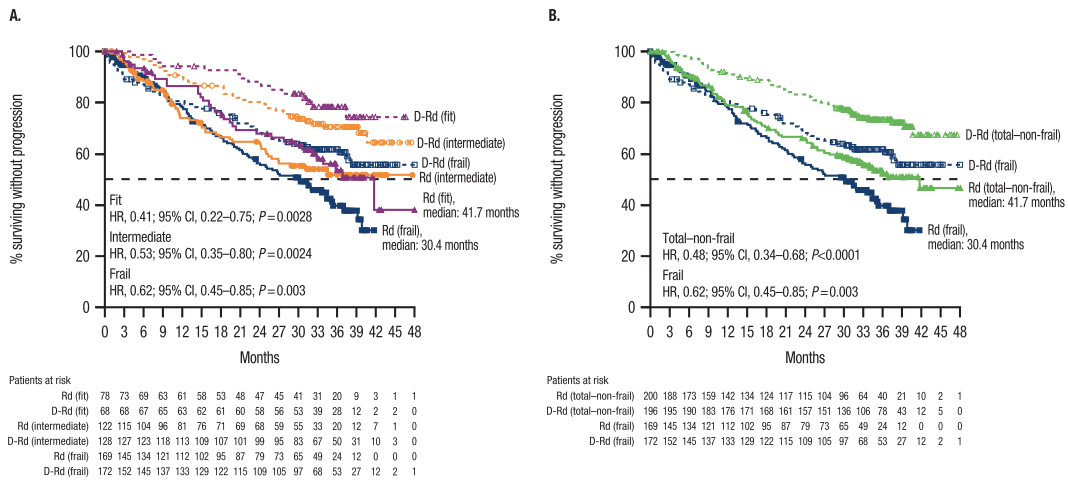 A.
% surviving without progression
100
80
60
40
20
0
D-Rd (fit)
D-Rd (intermediate)
D-Rd (frail)
Rd (intermediate)
Rd (fit),
median: 41.7 months
Rd (frail),
median: 30.4 months
Fit
HR, 0.41; 95% CI, 0.22–0.75; P=0.0028
Intermediate
HR, 0.53; 95% CI, 0.35–0.80; P=0.0024
Frail
HR, 0.62; 95% CI, 0.45–0.85; P=0.003
0 3 6 9 12 15 18 21 24 27 30 33 36 39 42 45 48
Months
Patients at risk
Rd (fit) 78 73 69 63 61 58 53 48 47 45 41 31 20 9 3 1 1
D-Rd (fit) 68 68 67 65 63 62 61 60 58 56 53 39 28 12 2 2 0
Rd (intermediate) 122 115 104 96 81 76 71 69 68 59 55 33 20 12 7 1 0
D-Rd (intermediate) 128 127 123 118 113 109 107 101 99 95 83 67 50 31 10 3 0
Rd (frail) 169 145 134 121 112 102 95 87 79 73 65 49 24 12 0 0 0
D-Rd (frail) 172 152 145 137 133 129 122 115 109 105 97 68 53 27 12 2 1
B.
% surviving without progression
100
80
60
40
20
0
D-Rd (total–non-frail)
D-Rd (frail)
Rd (total–non-frail),
median: 41.7 months
Rd (frail),
median: 30.4 months
Total–non-frail
HR, 0.48; 95% CI, 0.34–0.68; P<0.0001
Frail
HR, 0.62; 95% CI, 0.45–0.85; P=0.003
0 3 6 9 12 15 18 21 24 27 30 33 36 39 42 45 48
Months
Patients at risk
Rd (total–non-frail) 200 188 173 159 142 134 124 117 115 104 96 64 40 21 10 2 1
D-Rd (total–non-frail) 196 195 190 183 176 171 168 161 157 151 136 106 78 43 12 5 0
Rd (frail) 169 145 134 121 112 102 95 87 79 73 65 49 24 12 0 0 0
D-Rd (frail) 172 152 145 137 133 129 122 115 109 105 97 68 53 27 12 2 1